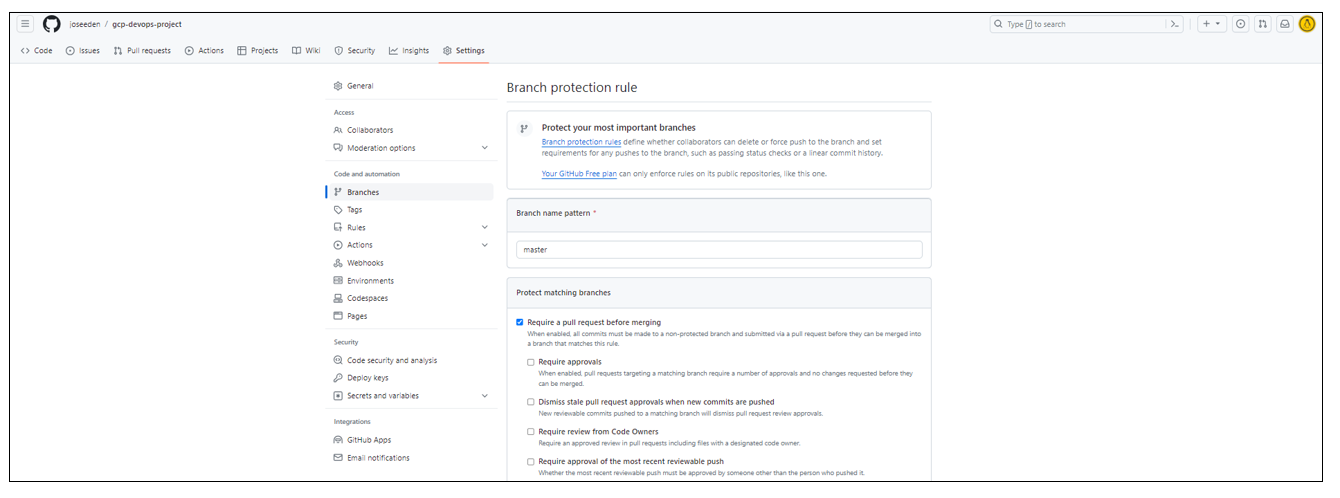 joseeden / gcp-devops-project
Type / to search
Code Issues Pull requests Actions Projects Wiki Security Insights Settings
General
Access
Collaborators
Moderation options
Code and automation
Branches
Tags
Rules
Actions
Webhooks
Environments
Codespaces
Pages
Security
Code security and analysis
Deploy keys
Secrets and variables
Integrations
GitHub Apps
Email notifications
Branch protection rule
Protect your most important branches
Branch protection rules define whether collaborators can delete or force push to the branch and set
requirements for any pushes to the branch, such as passing status checks or a linear commit history.
Your GitHub Free plan can only enforce rules on its public repositories, like this one.
Branch name pattern *
master
Protect matching branches
Require a pull request before merging
When enabled, all commits must be made to a non-protected branch and submitted via a pull request before they can be merged into
a branch that matches this rule.
Require approvals
When enabled, pull requests targeting a matching branch require a number of approvals and no changes requested before they
can be merged.
Dismiss stale pull request approvals when new commits are pushed
New reviewable commits pushed to a matching branch will dismiss pull request review approvals.
Require review from Code Owners
Require an approved review in pull requests including files with a designated code owner.
Require approval of the most recent reviewable push
Whether the most recent reviewable push must be approved by someone other than the person who pushed it.